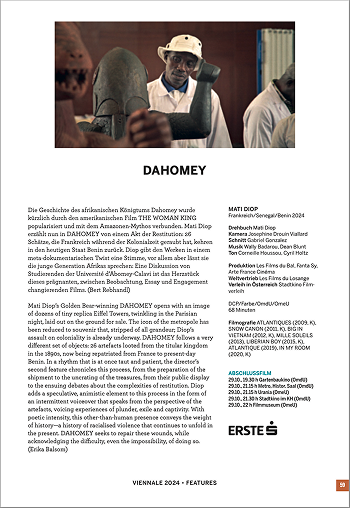 DAHOMEY
Die Geschichte des afrikanischen Königtums Dahomey wurde
kürzlich durch den amerikanischen Film THE WOMAN KING
popularisiert und mit dem Amazonen-Mythos verbunden. Mati Diop
erzählt nun in DAHOMEY von einem Akt der Restitution: 26
Schätze, die Frankreich während der Kolonialzeit geraubt hat, kehren
in den heutigen Staat Benin zurück. Diop gibt den Werken in einem
meta-dokumentarischen Twist eine Stimme, vor allem aber lässt sie
die junge Generation Afrikas sprechen: Eine Diskussion von
Studierenden der Université d'Abomey-Calavi ist das Herzstück
dieses prägnanten, zwischen Beobachtung, Essay und Engagement
changierenden Films. (Bert Rebhandl)
Mati Diop's Golden Bear-winning DAHOMEY opens with an image
of dozens of tiny replica Eiffel Towers, twinkling in the Parisian
night, laid out on the ground for sale. The icon of the metropole has
been reduced to souvenir that, stripped of all grandeur; Diop's
assault on coloniality is already underway. DAHOMEY follows a very
different set of objects: 26 artefacts looted from the titular kingdom
in the 1890s, now being repatriated from France to present-day
Benin. In a rhythm that is at once taut and patient, the director's
second feature chronicles this process, from the preparation of the
shipment to the uncrating of the treasures, from their public display
to the ensuing debates about the complexities of restitution. Diop
adds a speculative, animistic element to this process in the form of
an intermittent voiceover that speaks from the perspective of the
artefacts, voicing experiences of plunder, exile and captivity. With
poetic intensity, this other-than-human presence conveys the weight
of history—a history of racialised violence that continues to unfold in
the present. DAHOMEY seeks to repair these wounds, while
acknowledging the difficulty, even the impossibility, of doing so.
(Erika Balsom)
MATI DIOP
Frankreich/Senegal/Benin 2024
Drehbuch Mati Diop
Kamera Josephine Drouin Viallard
Schnitt Gabriel Gonzalez
Musik Wally Badarou, Dean Blunt
Ton Corneille Houssou, Cyril Holtz
Produktion Les Films du Bal, Fanta Sy,
Arte France Cinéma
Weltvertrieb Les Films du Losange
Verleih in Österreich Stadtkino Film-
verleih
DCP/Farbe/OmdU/OmeU
68 Minuten
Filmografie ATLANTIQUES (2009, K),
SNOW CANON (2011, K), BIG IN
VIETNAM (2012, K), MILLE SOLEILS
(2013), LIBERIAN BOY (2015, K),
ATLANTIQUE (2019), IN MY ROOM
(2020, K)
ABSCHLUSSFILM
29.10., 19.30 h Gartenbaukino (OmdU)
29.10., 21.15 h Metro, Histor. Saal (OmdU)
29.10., 21.15 h Urania (OmdU)
29.10., 21.30 h Stadtkino im KH (OmdU)
29.10., 22 h Filmmuseum (OmeU)
ERSTE
VIENNALE 2024 • FEATURES